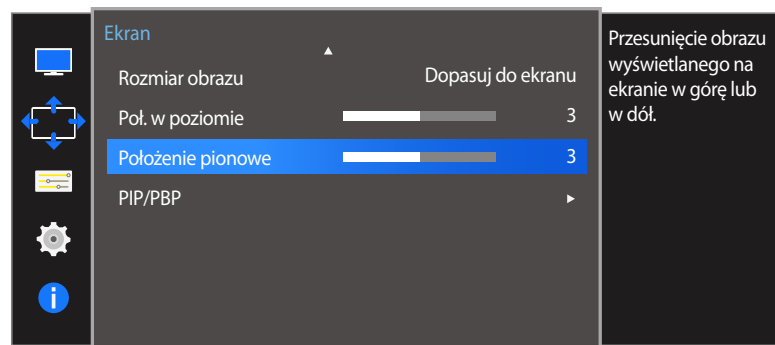 Ekran
Rozmiar obrazu Dopasuj do ekranu
Poł. w poziomie 3
Położenie pionowe 3
PIP/PBP
Przesunięcie obrazu
wyświetlanego na
ekranie w górę lub
w dół.